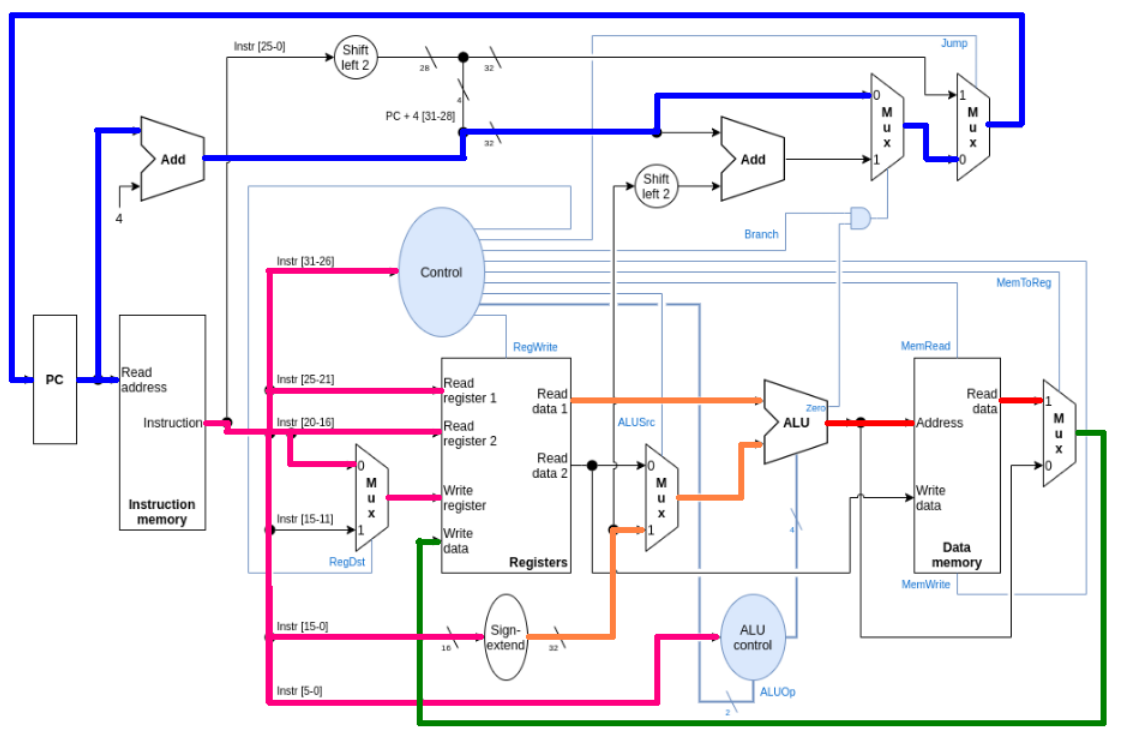 Instr [25-0]
Shift
left 2
28
32
Jump
4
PC + 4 [31-28]
32
0
M
u
x
1
1
M
u
x
0
Add
4
Add
Shift
left 2
Branch
Control
Instr [31-26]
MemToReg
PC
Read
address
Instruction
Instruction
memory
RegWrite
MemRead
Instr [25-21]
Read
register 1
Read
data 1
Instr [20-16]
Read
register 2
ALUSrc
Zero
ALU
Read
data
Address
1
M
u
x
0
0
M
u
x
1
Read
data 2
0
M
u
x
1
Write
register
Write
data
Instr [15-11]
Write
data
RegDst
Registers
4
Data
memory
MemWrite
Instr [15-0]
16
Sign-
extend
32
ALU
control
Instr [5-0]
ALUOp
2